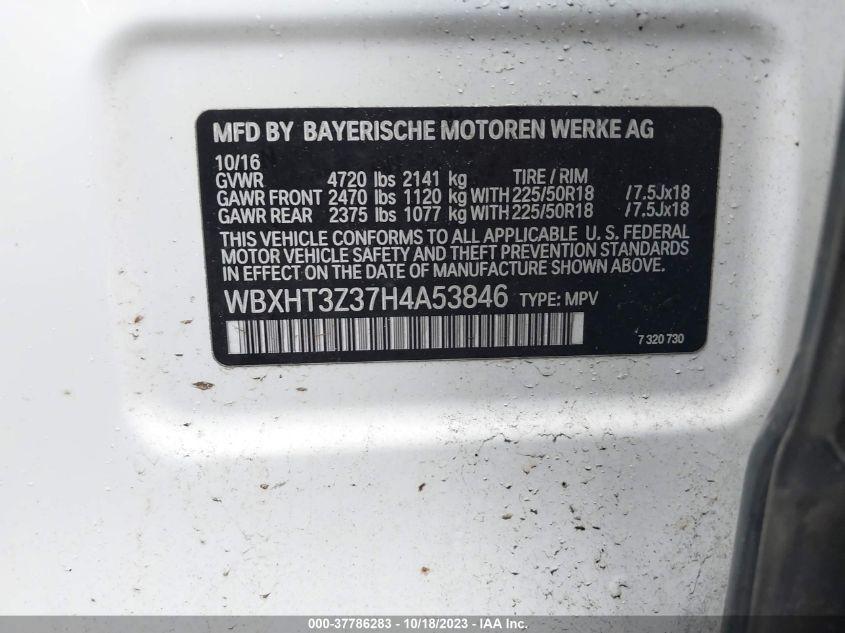 MFD BY BAYERISCHE MOTOREN WERKE AG
10/16
GVWR 4720 lbs 2141 kg TIRE / RIM
GAWR FRONT 2470 lbs 1120 kg WITH 225/50R18 /7.5Jx18
GAWR REAR 2375 lbs 1077 kg WITH 225/50R18 /7.5Jx18
THIS VEHICLE CONFORMS TO ALL APPLICABLE U. S. FEDERAL
MOTOR VEHICLE SAFETY AND THEFT PREVENTION STANDARDS
IN EFFECT ON THE DATE OF MANUFACTURE SHOWN ABOVE.
WBXHT3Z37H4A53846 TYPE: MPV
7 320 730
000-37786283 - 10/18/2023 - IAA Inc.